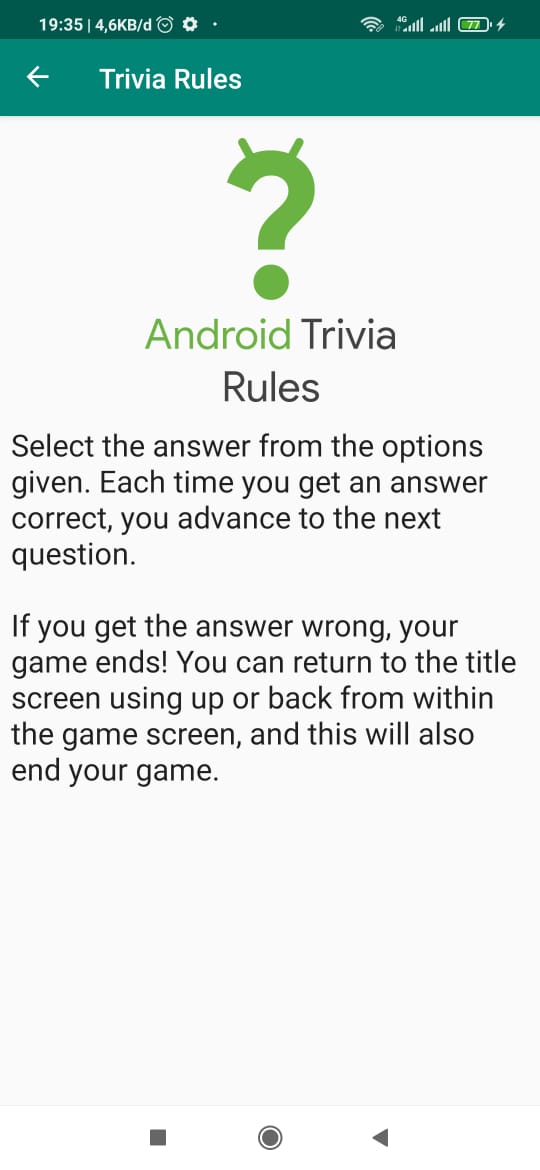 19:35 | 4,6KB/d
4G
77
Trivia Rules
Android Trivia
Rules
Select the answer from the options
given. Each time you get an answer
correct, you advance to the next
question.
If you get the answer wrong, your
game ends! You can return to the title
screen using up or back from within
the game screen, and this will also
end your game.